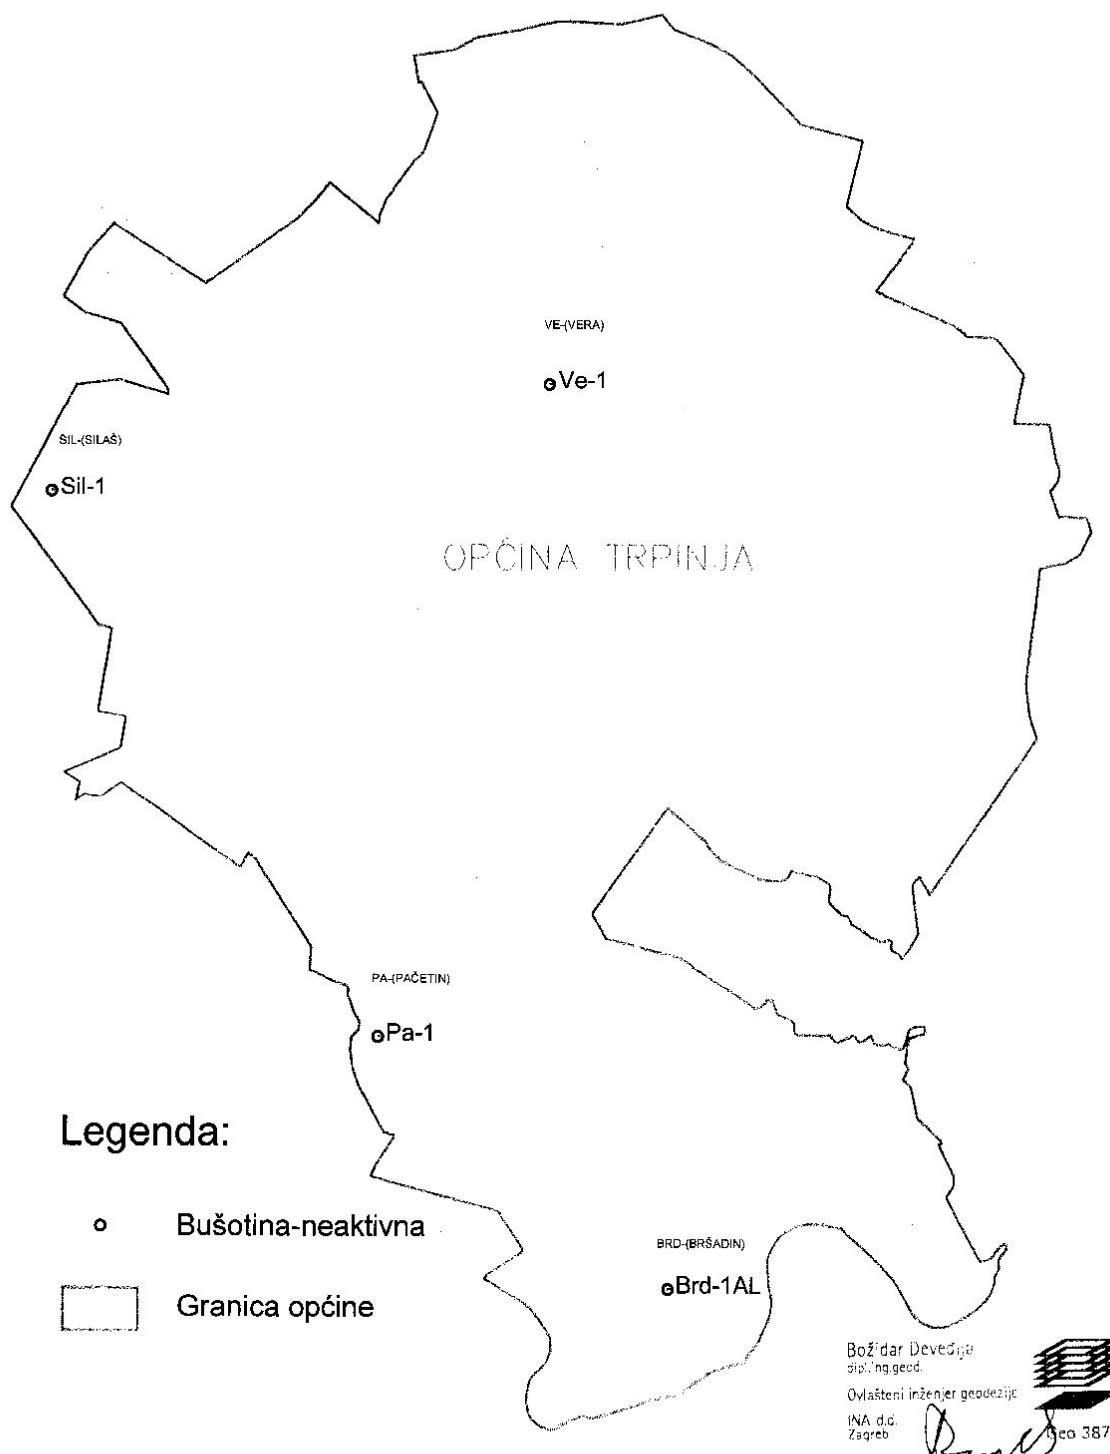 VE-(VERA)
Ve-1
SIL-(SILAŠ)
Sil-1
OPĆINA TRPINJA
PA-(PAČETIN)
Pa-1
Legenda:
Bušotina-neaktivna
Granica općine
BRD-(BRŠADIN)
Brd-1AL
Božidar
dipl.ing.geod.
Ovlašteni inženjer geodezije
INA d.d.
Zagreb
Geo 387